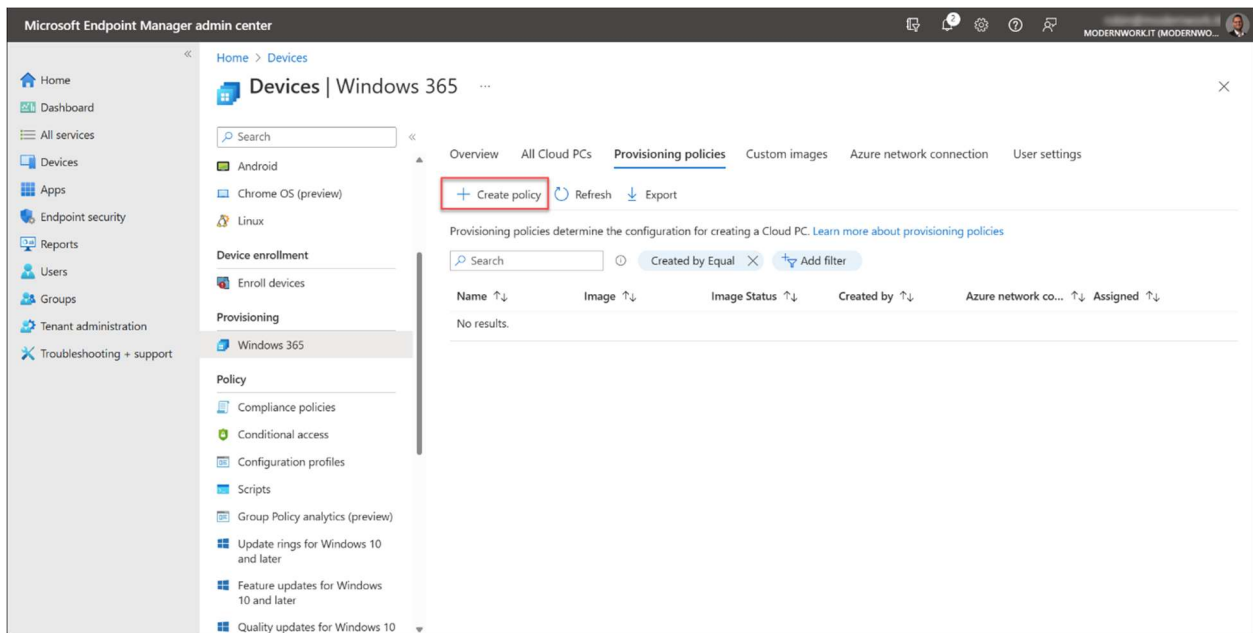 Microsoft Endpoint Manager admin center
2
MODERNWORK.IT (MODERNWO...
Home
Dashboard
All services
Devices
Apps
Endpoint security
Reports
Users
Groups
Tenant administration
Troubleshooting + support
Home > Devices
Devices | Windows 365 ...
Search
Android
Chrome OS (preview)
Linux
Device enrollment
Enroll devices
Provisioning
Windows 365
Policy
Compliance policies
Conditional access
Configuration profiles
Scripts
Group Policy analytics (preview)
Update rings for Windows 10
and later
Feature updates for Windows
10 and later
Quality updates for Windows 10
Overview All Cloud PCs Provisioning policies Custom images Azure network connection User settings
Create policy Refresh Export
Provisioning policies determine the configuration for creating a Cloud PC. Learn more about provisioning policies
Search Created by Equal Add filter
Name Image Image Status Created by Azure network co... Assigned
No results.